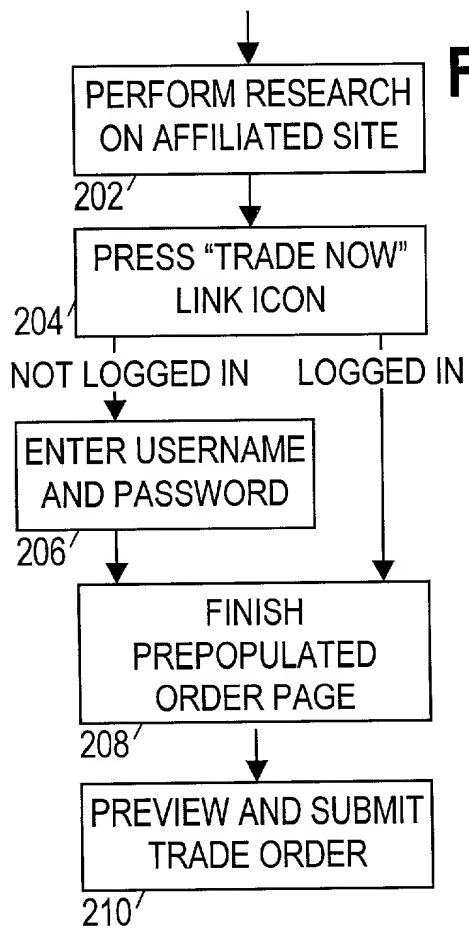 F
PERFORM RESEARCH
ON AFFILIATED SITE
202
PRESS “TRADE NOW”
LINK ICON
204
NOT LOGGED IN
LOGGED IN
ENTER USERNAME
AND PASSWORD
206
FINISH
PREPOPULATED
ORDER PAGE
208
PREVIEW AND SUBMIT
TRADE ORDER
210